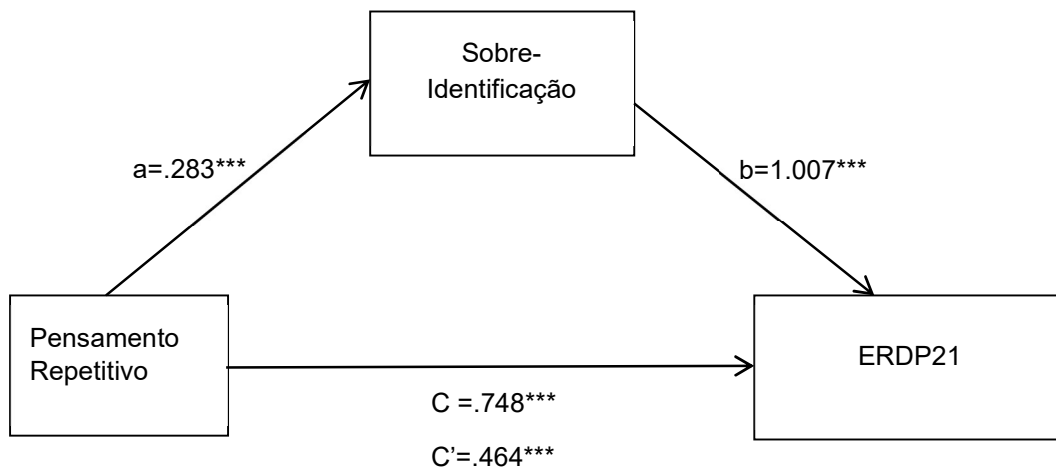 Sobre-
Identificação
a=.283***
b=1.007***
Pensamento
Repetitivo
ERDP21
C =.748***
C’=.464***